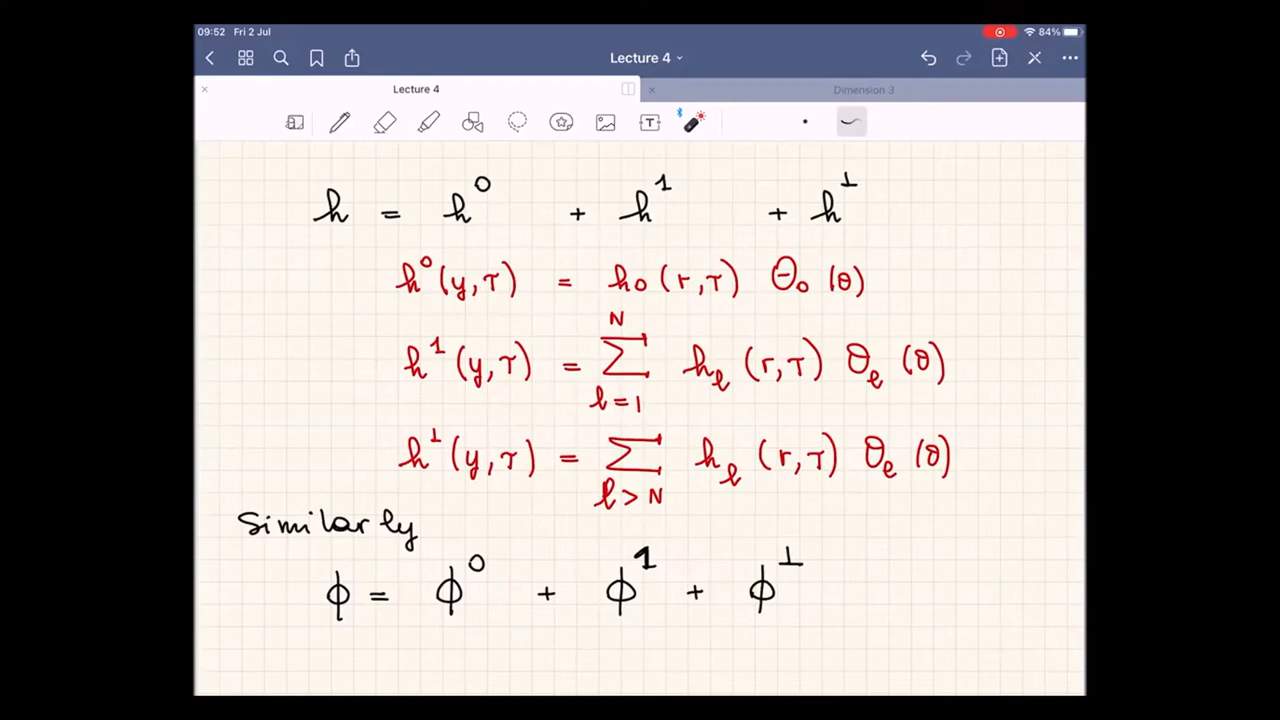 09:52 Fri 2 Jul 84%
Lecture 4
Lecture 4 Dimension 3
h = h⁰ + h¹ + h^⊥
h⁰(y,τ) = h₀(r,τ) Θ₀(θ)
h¹(y,τ) = Σ_{l=1}^{N} h_l(r,τ) Θ_l(θ)
h^⊥(y,τ) = Σ_{l>N} h_l(r,τ) Θ_l(θ)
Similarly
ϕ = ϕ⁰ + ϕ¹ + ϕ^⊥